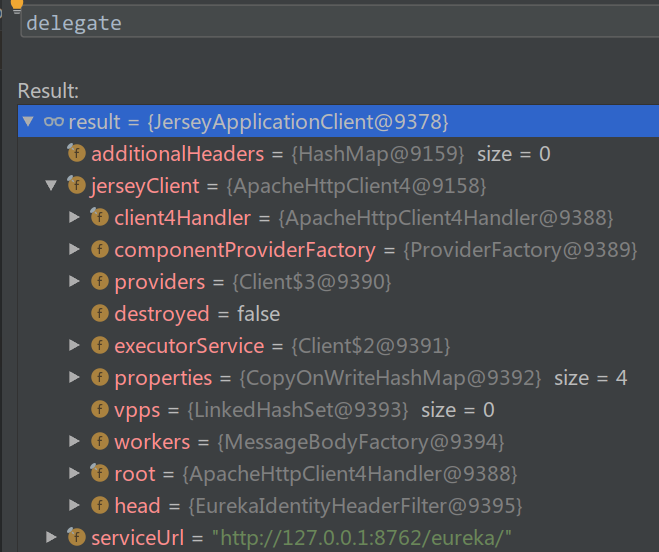 delegate
Result:
result = {JerseyApplicationClient@9378}
additionalHeaders = {HashMap@9159} size = 0
jerseyClient = {ApacheHttpClient4@9158}
client4Handler = {ApacheHttpClient4Handler@9388}
componentProviderFactory = {ProviderFactory@9389}
providers = {Client$3@9390}
destroyed = false
executorService = {Client$2@9391}
properties = {CopyOnWriteHashMap@9392} size = 4
vpps = {LinkedHashSet@9393} size = 0
workers = {MessageBodyFactory@9394}
root = {ApacheHttpClient4Handler@9388}
head = {EurekaIdentityHeaderFilter@9395}
serviceUrl = "http://127.0.0.1:8762/eureka/"